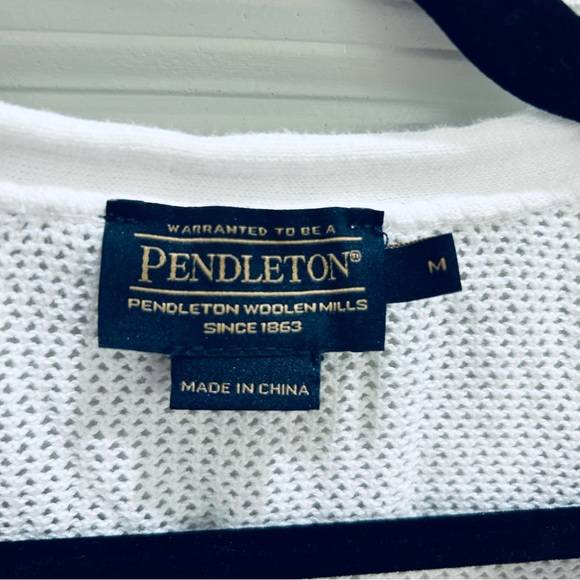 WARRANTED TO BE A
PENDLETON®
M
PENDLETON WOOLEN MILLS
SINCE 1863
MADE IN CHINA